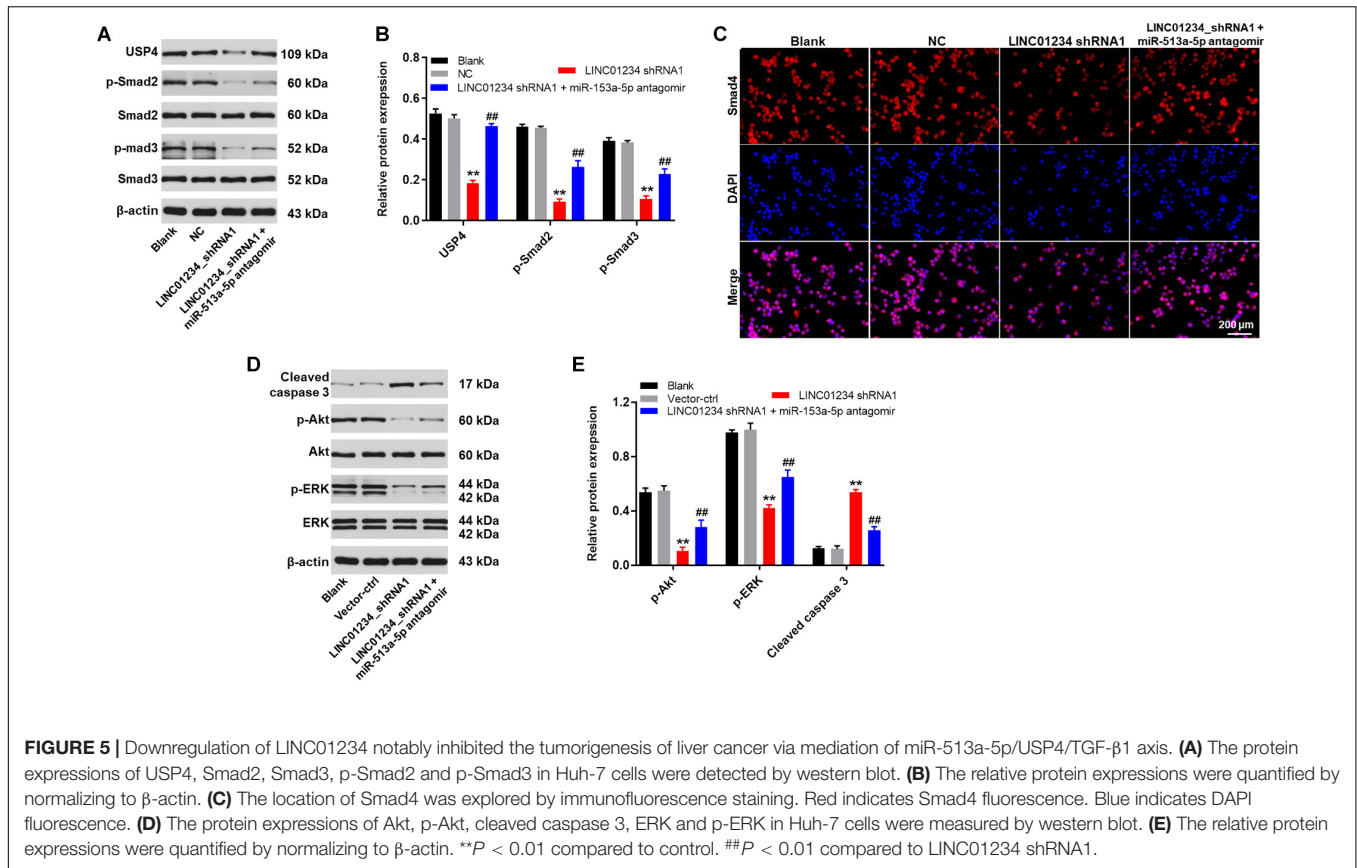 A
USP4 109 kDa
p-Smad2 60 kDa
Smad2 60 kDa
p-mad3 52 kDa
Smad3 52 kDa
β-actin 43 kDa
Blank
NC
LINC01234_shRNA1
LINC01234_shRNA1 +
miR-513a-5p antagomir
B
Blank
NC
LINC01234 shRNA1
LINC01234 shRNA1 + miR-153a-5p antagomir
Relative protein exprepssion
0.6
0.4
0.2
0.0
** ##
** ##
** ##
USP4
p-Smad2
p-Smad3
C
Blank
NC
LINC01234 shRNA1
LINC01234_shRNA1 +
miR-513a-5p antagomir
Smad4
DAPI
Merge
200 μm
D
Cleaved
caspase 3 17 kDa
p-Akt 60 kDa
Akt 60 kDa
p-ERK 44 kDa
42 kDa
ERK 44 kDa
42 kDa
β-actin 43 kDa
Blank
Vector-ctrl
LINC01234_shRNA1
LINC01234_shRNA1 +
miR-513a-5p antagomir
E
Blank
Vector-ctrl
LINC01234 shRNA1
LINC01234 shRNA1 + miR-153a-5p antagomir
Relative protein exprepssion
1.2
0.8
0.4
0.0
** ##
** ##
** ##
p-Akt
p-ERK
Cleaved caspase 3
FIGURE 5 | Downregulation of LINC01234 notably inhibited the tumorigenesis of liver cancer via mediation of miR-513a-5p/USP4/TGF-β1 axis. (A) The protein
expressions of USP4, Smad2, Smad3, p-Smad2 and p-Smad3 in Huh-7 cells were detected by western blot. (B) The relative protein expressions were quantified by
normalizing to β-actin. (C) The location of Smad4 was explored by immunofluorescence staining. Red indicates Smad4 fluorescence. Blue indicates DAPI
fluorescence. (D) The protein expressions of Akt, p-Akt, cleaved caspase 3, ERK and p-ERK in Huh-7 cells were measured by western blot. (E) The relative protein
expressions were quantified by normalizing to β-actin. **P < 0.01 compared to control. ##P < 0.01 compared to LINC01234 shRNA1.